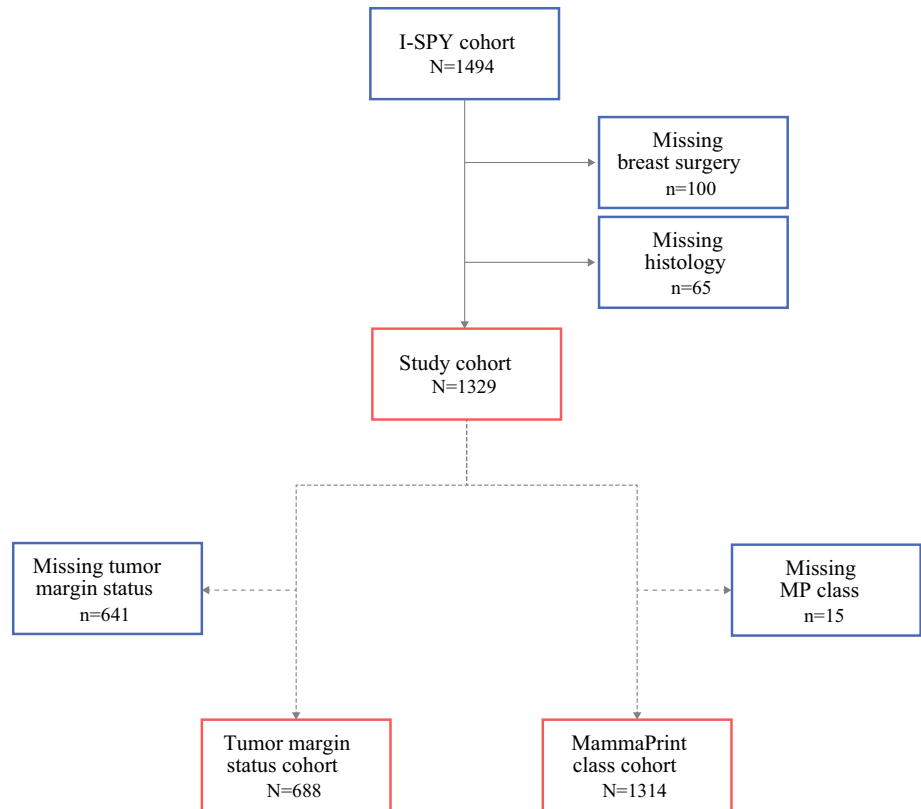 I-SPY cohort
N=1494
Missing
breast surgery
n=100
Missing
histology
n=65
Study cohort
N=1329
Missing tumor
margin status
n=641
Missing
MP class
n=15
Tumor margin
status cohort
N=688
MammaPrint
class cohort
N=1314